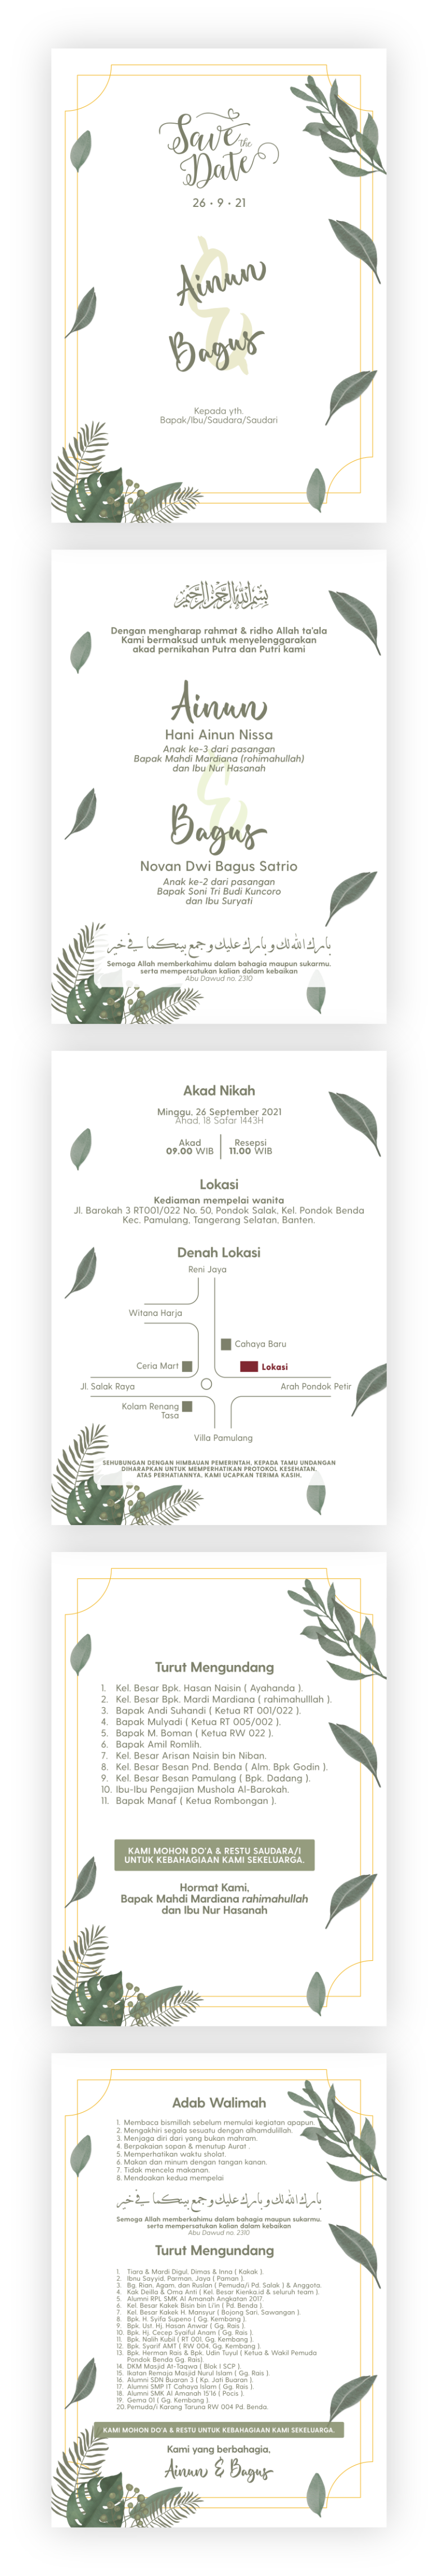 Save the
Date
26 • 9 • 21
Ainun
&
Bagus
Kepada yth.
Bapak/Ibu/Saudara/Saudari
بسم الله الرحمن الرحيم
Dengan mengharap rahmat & ridho Allah ta'ala
Kami bermaksud untuk menyelenggarakan
akad pernikahan Putra dan Putri kami
Ainun
Hani Ainun Nissa
Anak ke-3 dari pasangan
Bapak Mahdi Mardiana (rohimahullah)
dan Ibu Nur Hasanah
&
Bagus
Novan Dwi Bagus Satrio
Anak ke-2 dari pasangan
Bapak Soni Tri Budi Kuncoro
dan Ibu Suryati
بارك الله لك و بارك عليك و جمع بينكما في خير
Semoga Allah memberkahimu dalam bahagia maupun sukarmu.
serta mempersatukan kalian dalam kebaikan
Abu Dawud no. 2310
Akad Nikah
Minggu, 26 September 2021
Ahad, 18 Safar 1443H
Akad
09.00 WIB
Resepsi
11.00 WIB
Lokasi
Kediaman mempelai wanita
Jl. Barokah 3 RT001/022 No. 50, Pondok Salak, Kel. Pondok Benda
Kec. Pamulang, Tangerang Selatan, Banten.
Denah Lokasi
Reni Jaya
Witana Harja
Cahaya Baru
Ceria Mart
Lokasi
Jl. Salak Raya
Arah Pondok Petir
Kolam Renang
Tasa
Villa Pamulang
SEHUBUNGAN DENGAN HIMBAUAN PEMERINTAH, KEPADA TAMU UNDANGAN
DIHARAPKAN UNTUK MEMPERHATIKAN PROTOKOL KESEHATAN.
ATAS PERHATIANNYA, KAMI UCAPKAN TERIMA KASIH.
Turut Mengundang
1. Kel. Besar Bpk. Hasan Naisin ( Ayahanda ).
2. Kel. Besar Bpk. Mardi Mardiana ( rahimahulllah ).
3. Bapak Andi Suhandi ( Ketua RT 001/022 ).
4. Bapak Mulyadi ( Ketua RT 005/002 ).
5. Bapak M. Boman ( Ketua RW 022 ).
6. Bapak Amil Romlih.
7. Kel. Besar Arisan Naisin bin Niban.
8. Kel. Besar Besan Pnd. Benda ( Alm. Bpk Godin ).
9. Kel. Besar Besan Pamulang ( Bpk. Dadang ).
10. Ibu-Ibu Pengajian Mushola Al-Barokah.
11. Bapak Manaf ( Ketua Rombongan ).
KAMI MOHON DO'A & RESTU SAUDARA/I
UNTUK KEBAHAGIAAN KAMI SEKELUARGA.
Hormat Kami,
Bapak Mahdi Mardiana rahimahullah
dan Ibu Nur Hasanah
Adab Walimah
1. Membaca bismillah sebelum memulai kegiatan apapun.
2. Mengakhiri segala sesuatu dengan alhamdulillah.
3. Menjaga diri dari yang bukan mahram.
4. Berpakaian sopan & menutup Aurat .
5. Memperhatikan waktu sholat.
6. Makan dan minum dengan tangan kanan.
7. Tidak mencela makanan.
8. Mendoakan kedua mempelai
بارك الله لك و بارك عليك و جمع بينكما في خير
Semoga Allah memberkahimu dalam bahagia maupun sukarmu.
serta mempersatukan kalian dalam kebaikan
Abu Dawud no. 2310
Turut Mengundang
1. Tiara & Mardi Digul, Dimas & Inna ( Kakak ).
2. Ibnu Sayyid, Parman, Jaya ( Paman ).
3. Bg. Rian, Agam, dan Ruslan ( Pemuda/i Pd. Salak ) & Anggota.
4. Kak Deilla & Oma Anti ( Kel. Besar Kienka.id & seluruh team ).
5. Alumni RPL SMK Al Amanah Angkatan 2017.
6. Kel. Besar Kakek Bisin bin Li'in ( Pd. Benda ).
7. Kel. Besar Kakek H. Mansyur ( Bojong Sari, Sawangan ).
8. Bpk. H. Syifa Supeno ( Gg. Kembang ).
9. Bpk. Ust. Hj. Hasan Anwar ( Gg. Rais ).
10. Bpk. Hj. Cecep Syaiful Anam ( Gg. Rais ).
11. Bpk. Nalih Kubil ( RT 001, Gg. Kembang ).
12. Bpk. Syarif AMT ( RW 004, Gg. Kembang ).
13. Bpk. Herman Rais & Bpk. Udin Tuyul ( Ketua & Wakil Pemuda
Pondok Benda Gg. Rais).
14. DKM Masjid At-Taqwa ( Blok I SCP ).
15. Ikatan Remaja Masjid Nurul Islam ( Gg. Rais ).
16. Alumni SDN Buaran 3 ( Kp. Jati Buaran ).
17. Alumni SMP IT Cahaya Islam ( Gg. Rais ).
18. Alumni SMK Al Amanah 15'16 ( Pocis ).
19. Gema 01 ( Gg. Kembang ).
20. Pemuda/i Karang Taruna RW 004 Pd. Benda.
KAMI MOHON DO'A & RESTU UNTUK KEBAHAGIAAN KAMI SEKELUARGA.
Kami yang berbahagia,
Ainun & Bagus